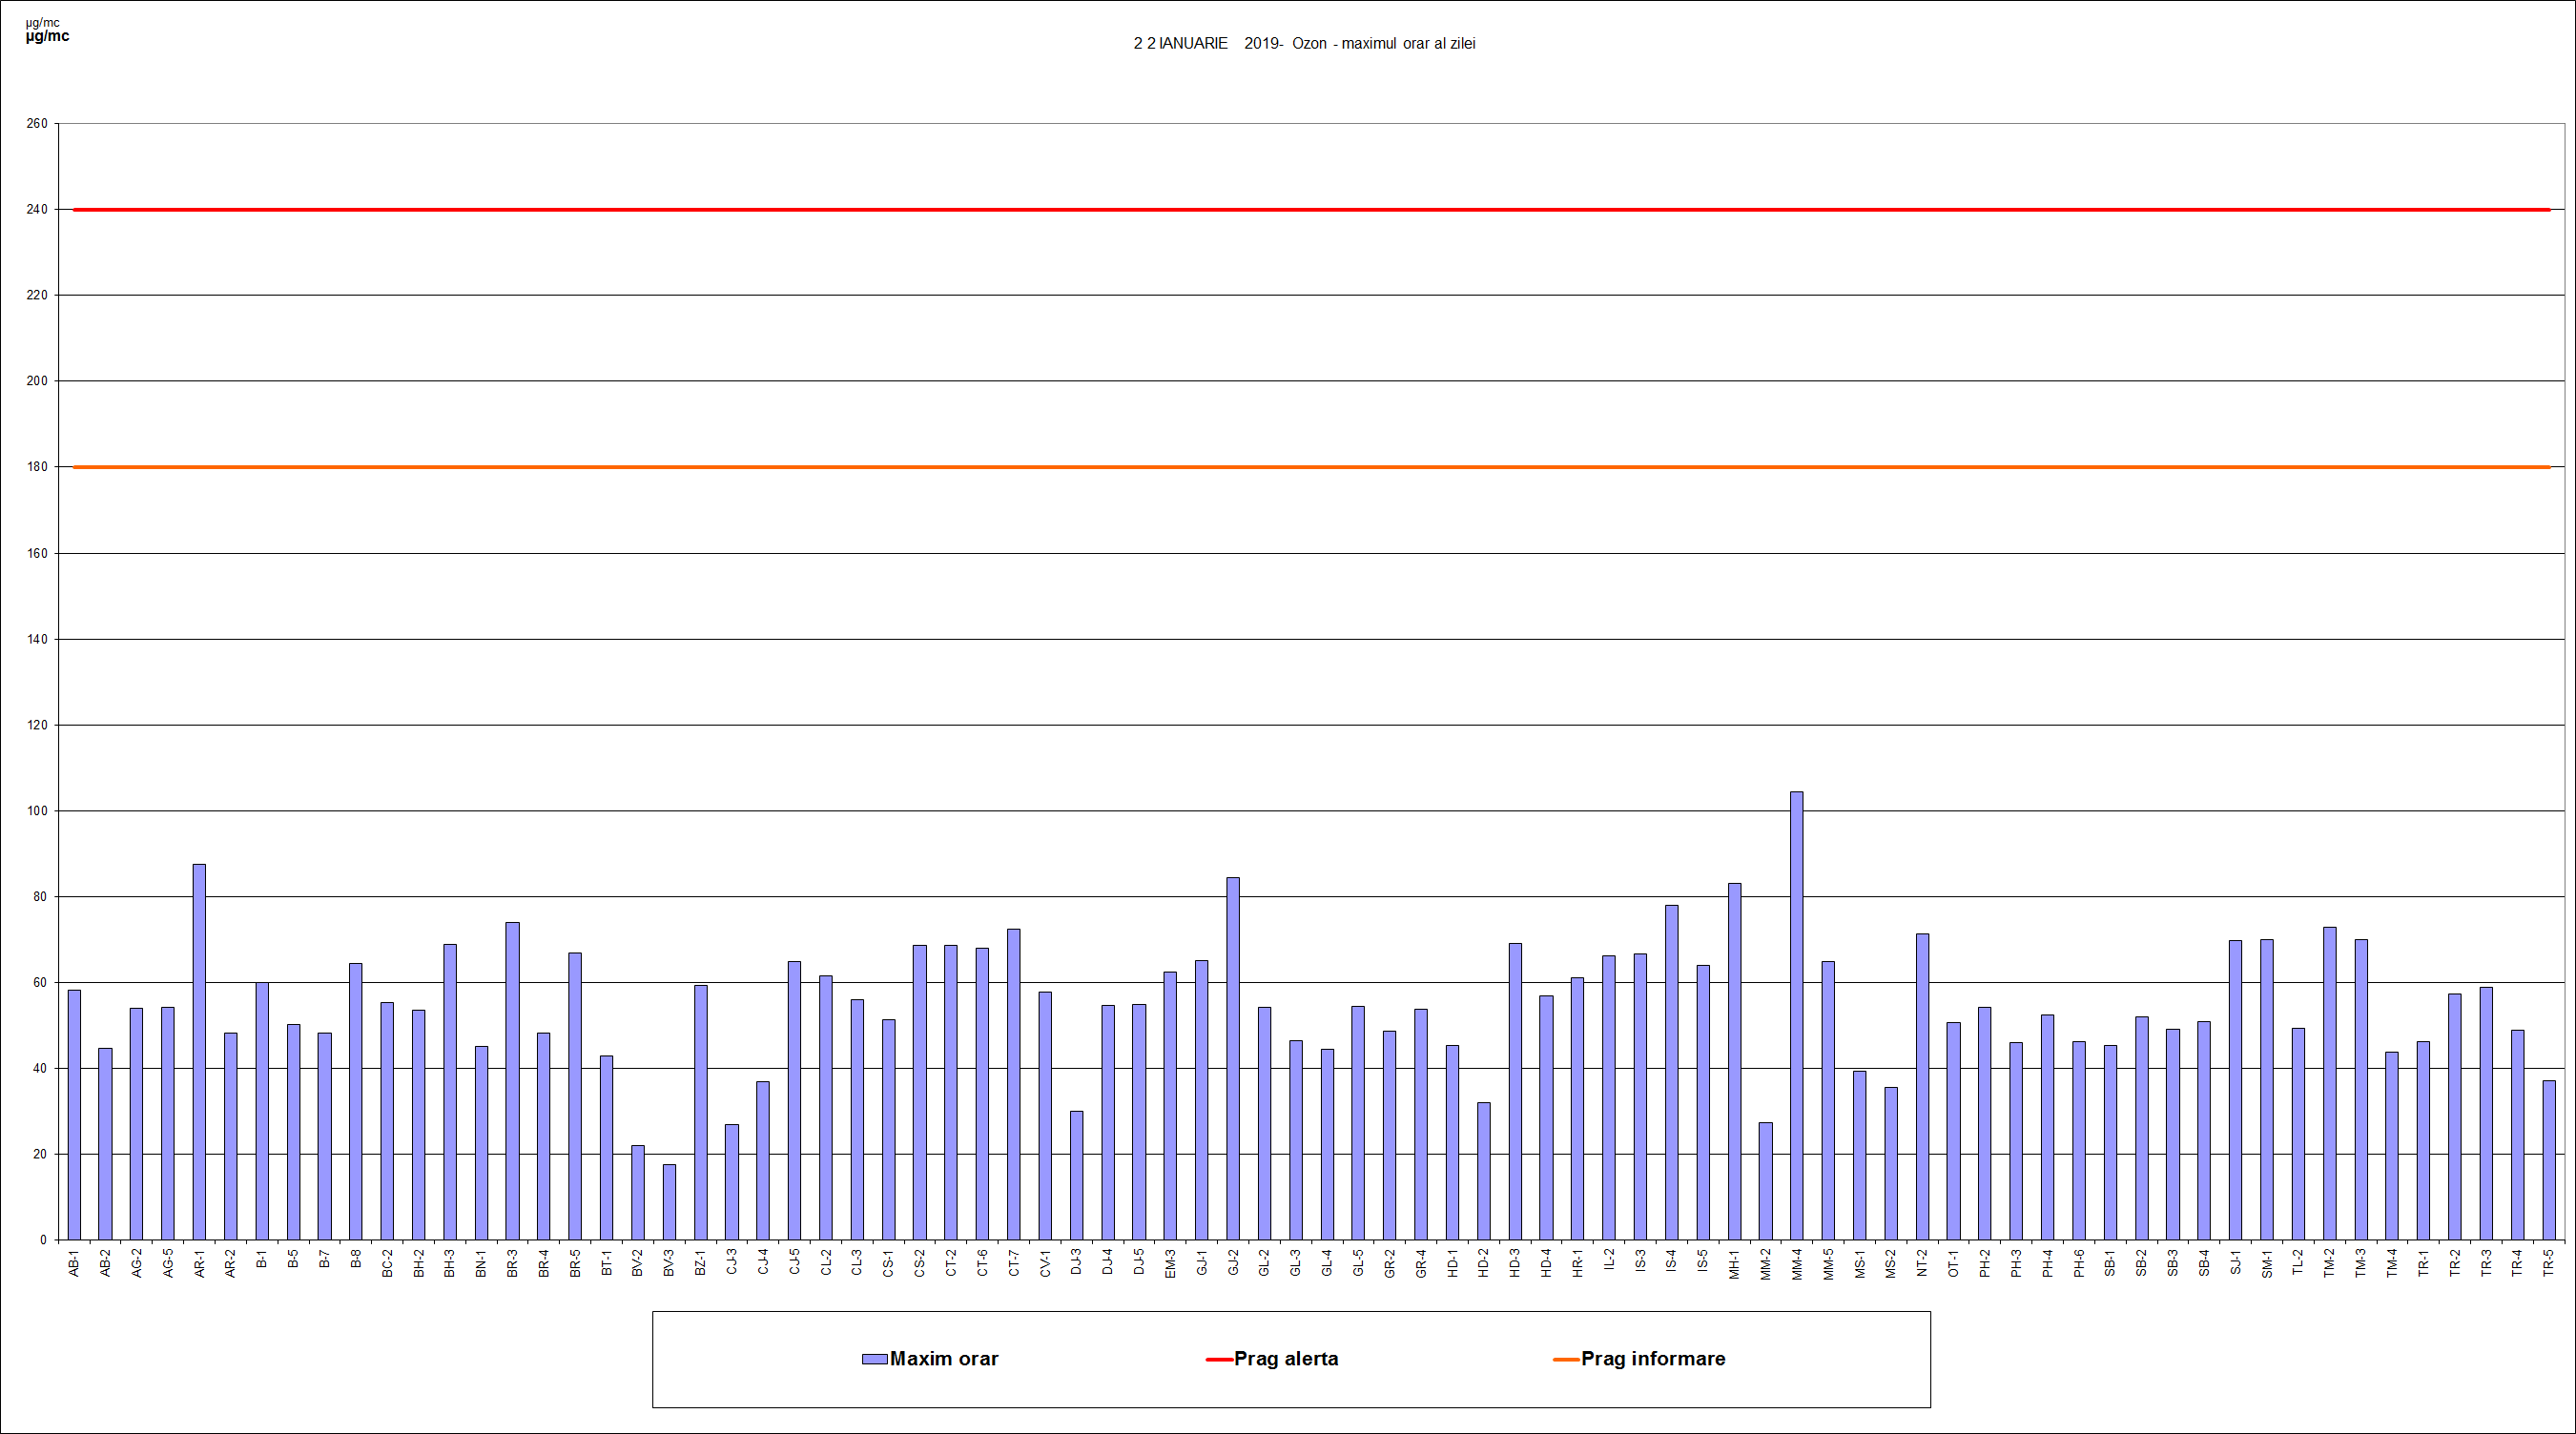 µg/mc
µg/mc
2 2 IANUARIE 2019- Ozon - maximul orar al zilei
260
240
220
200
180
160
140
120
100
80
60
40
20
0
AB-1 AB-2 AG-2 AG-5 AR-1 AR-2 B-1 B-5 B-7 B-8 BC-2 BH-2 BH-3 BN-1 BR-3 BR-4 BR-5 BT-1 BV-2 BV-3 BZ-1 CJ-3 CJ-4 CJ-5 CL-2 CL-3 CS-1 CS-2 CT-2 CT-6 CT-7 CV-1 DJ-3 DJ-4 DJ-5 EM-3 GJ-1 GJ-2 GL-2 GL-3 GL-4 GL-5 GR-2 GR-4 HD-1 HD-2 HD-3 HD-4 HR-1 IL-2 IS-3 IS-4 IS-5 MH-1 MM-2 MM-4 MM-5 MS-1 MS-2 NT-2 OT-1 PH-2 PH-3 PH-4 PH-6 SB-1 SB-2 SB-3 SB-4 SJ-1 SM-1 TL-2 TM-2 TM-3 TM-4 TR-1 TR-2 TR-3 TR-4 TR-5
Maxim orar Prag alerta Prag informare